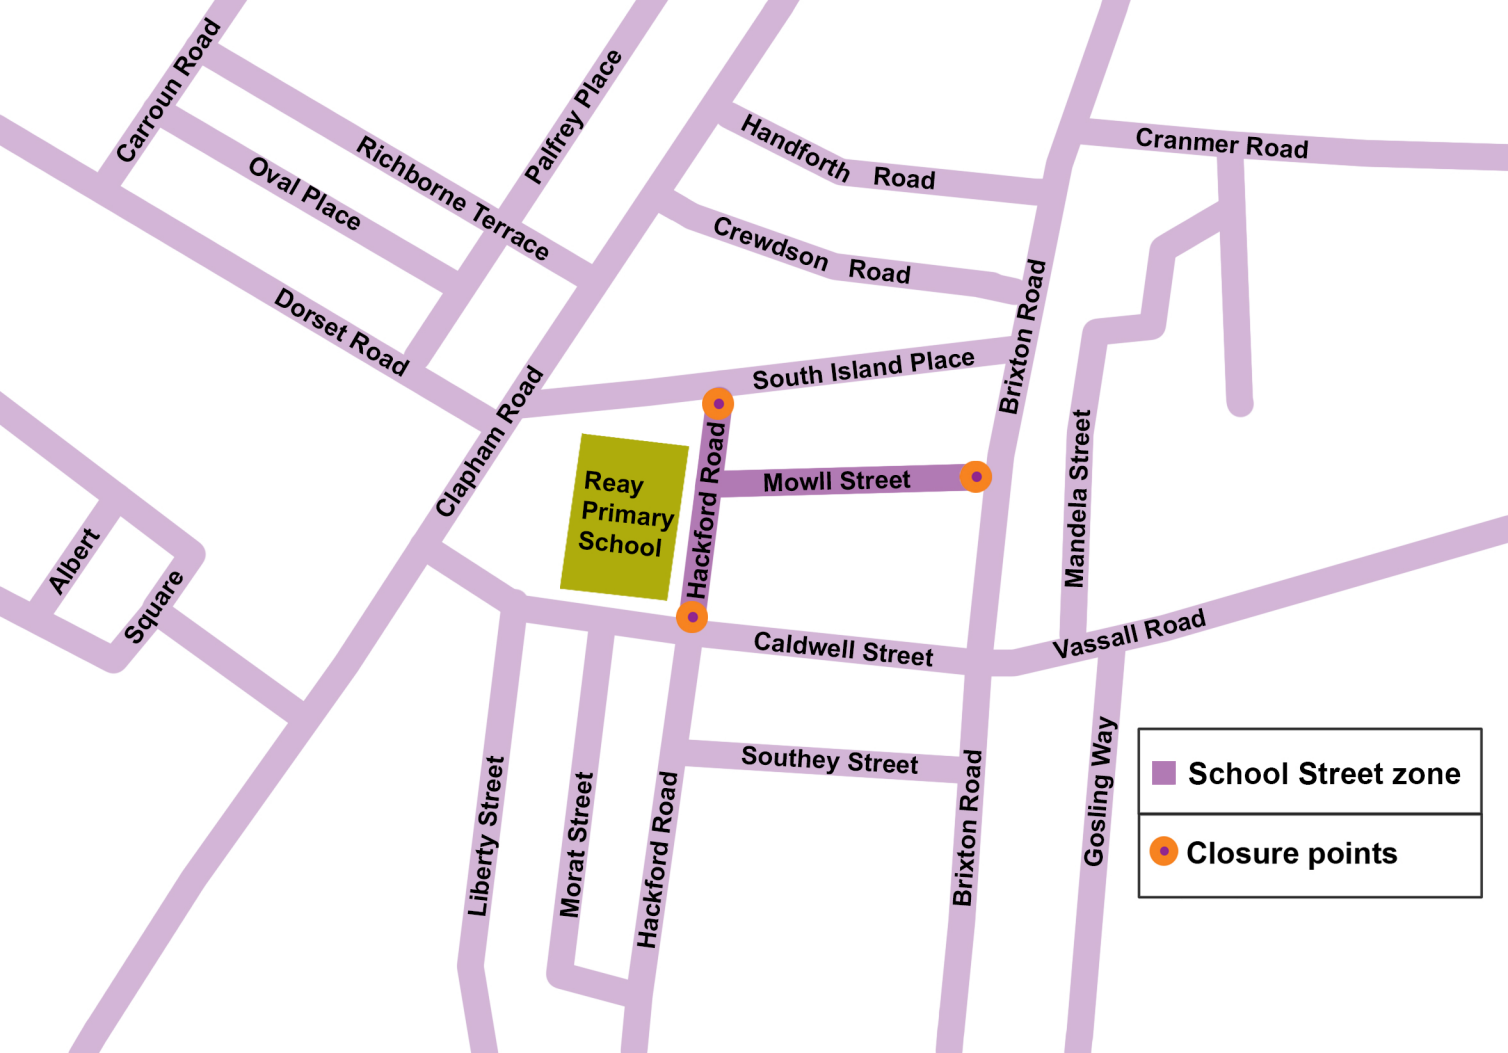 Carroun Road
Palfrey Place
Richborne Terrace
Oval Place
Dorset Road
Handforth Road
Cranmer Road
Crewdson Road
Brixton Road
South Island Place
Clapham Road
Hackford Road
Mowll Street
Reay
Primary
School
Mandela Street
Albert
Square
Caldwell Street
Vassall Road
Southey Street
Liberty Street
Morat Street
Hackford Road
Brixton Road
Gosling Way
School Street zone
Closure points